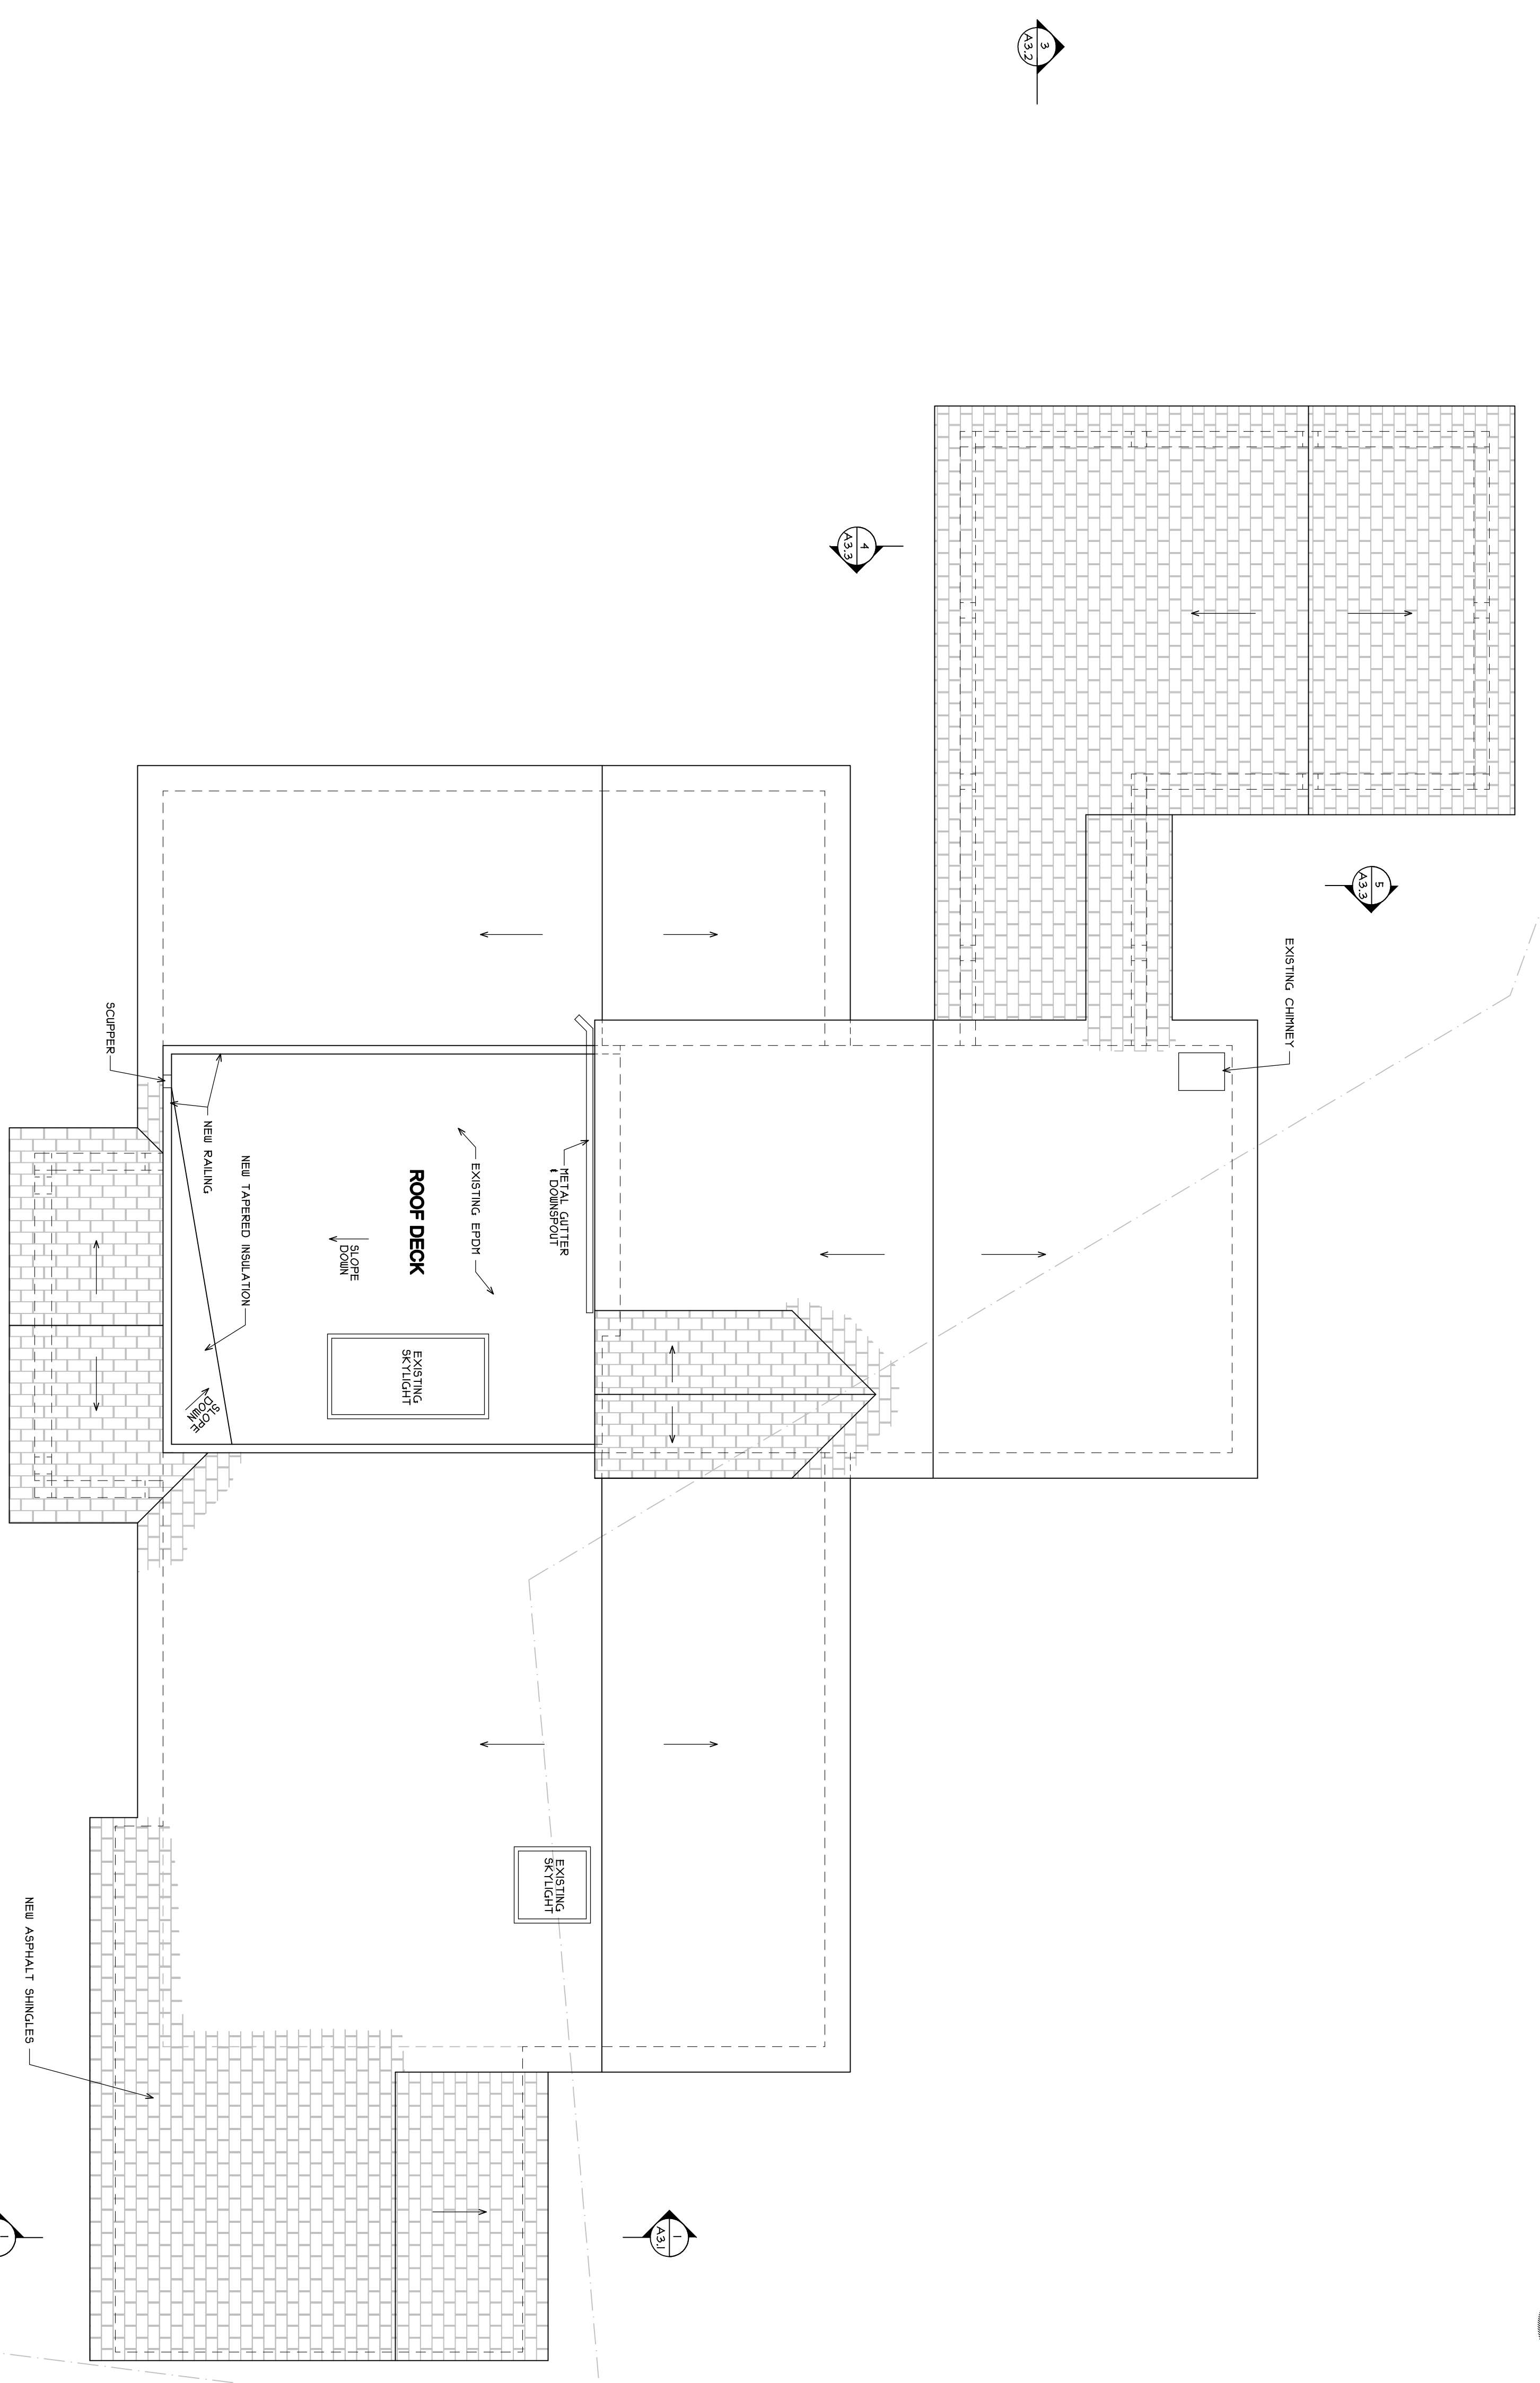 3
A3.2
4
A3.3
5
A3.3
EXISTING CHIMNEY
SCUPPER
NEW RAILING
NEW TAPERED INSULATION
ROOF DECK
EXISTING EPDM
METAL GUTTER
& DOWNSPOUT
SLOPE
DOWN
EXISTING
SKYLIGHT
SLOPE
DOWN
EXISTING
SKYLIGHT
NEW ASPHALT SHINGLES
1
A3.1
1